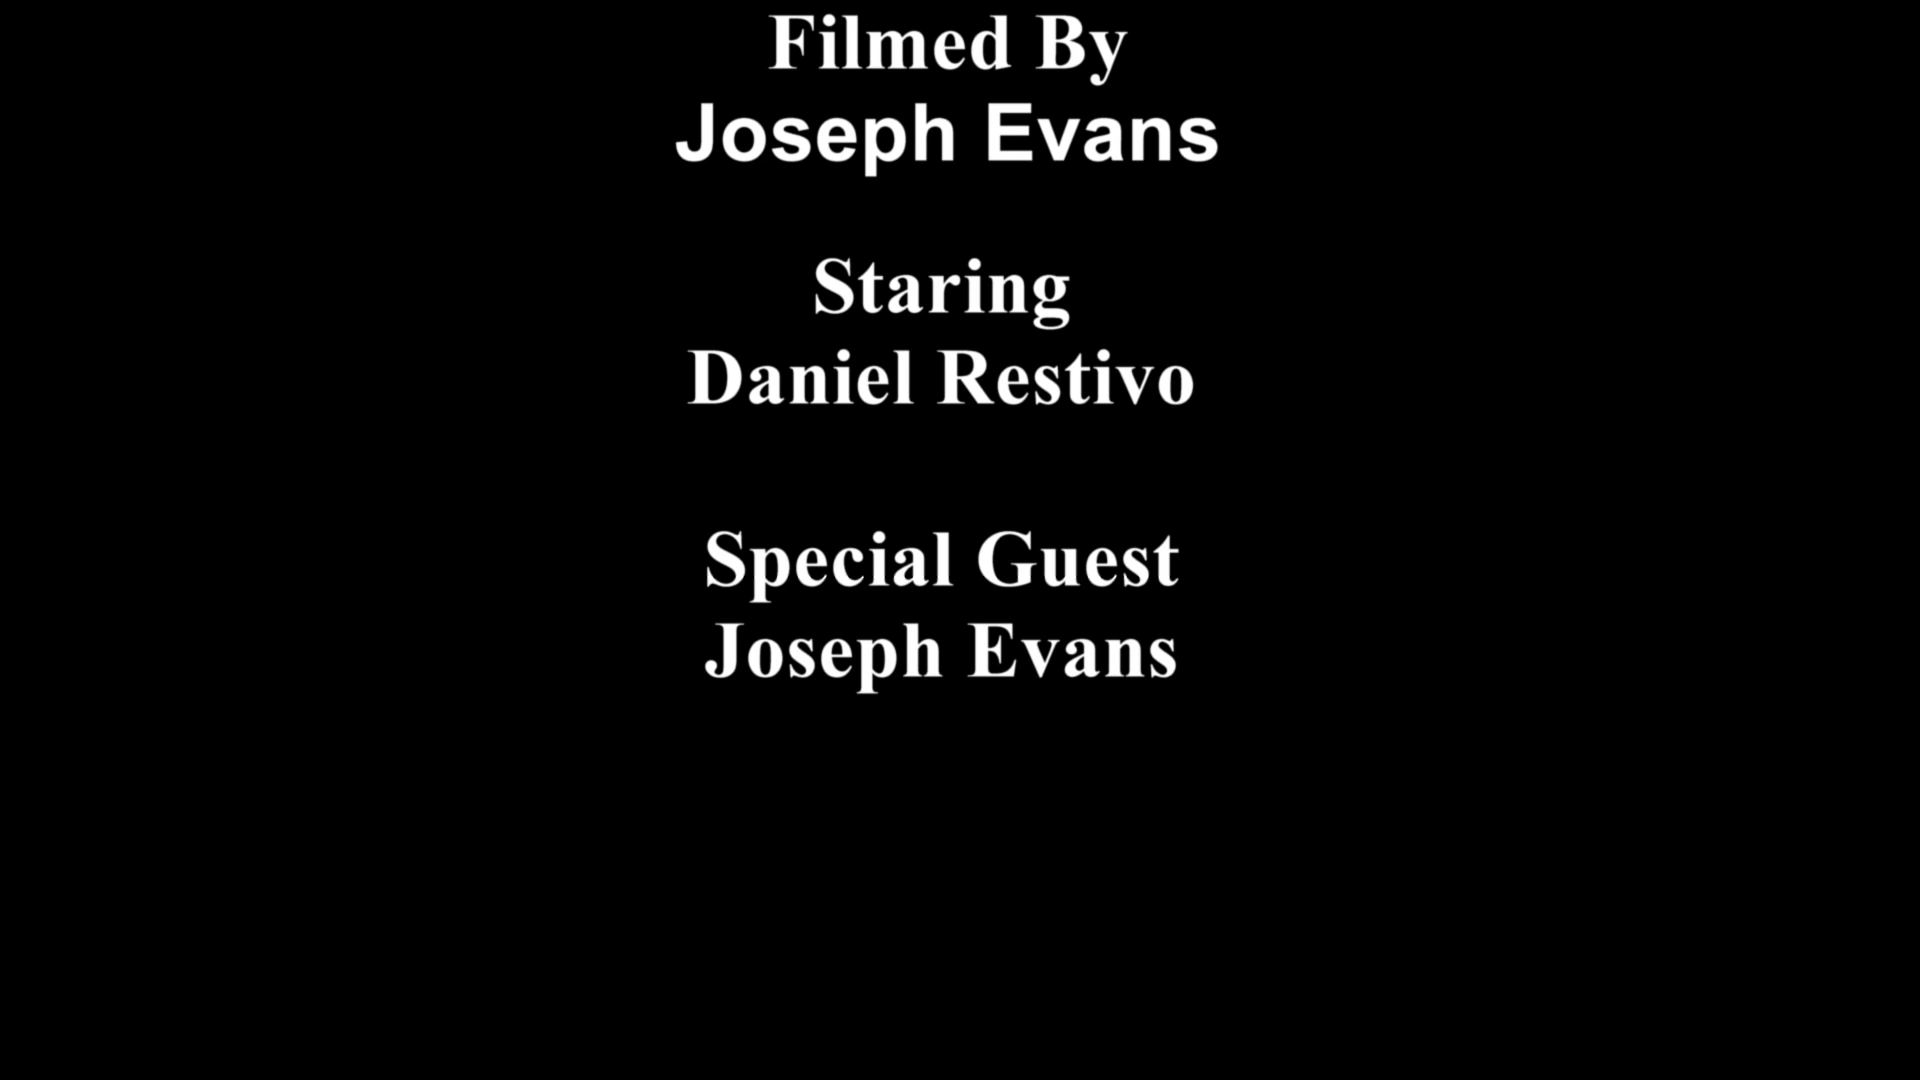 Filmed By
Joseph Evans
Staring
Daniel Restivo
Special Guest
Joseph Evans